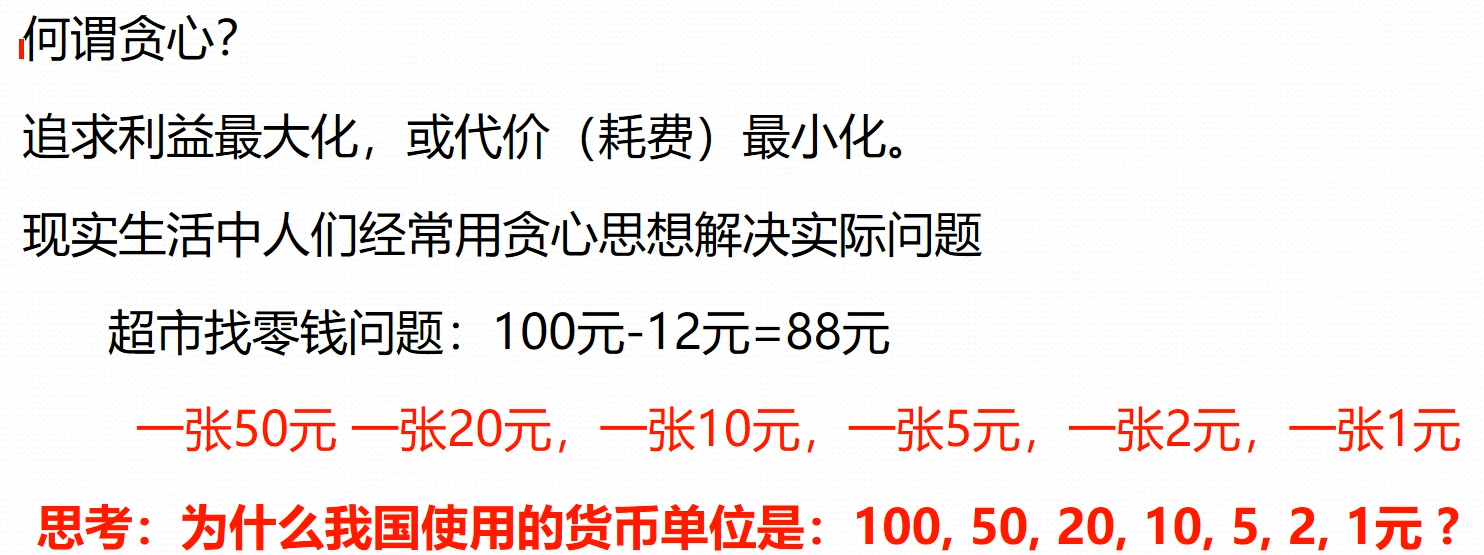 何谓贪心？
追求利益最大化，或代价（耗费）最小化。
现实生活中人们经常用贪心思想解决实际问题
超市找零钱问题：100元-12元=88元
一张50元 一张20元，一张10元，一张5元，一张2元，一张1元
思考：为什么我国使用的货币单位是：100, 50, 20, 10, 5, 2, 1元 ？